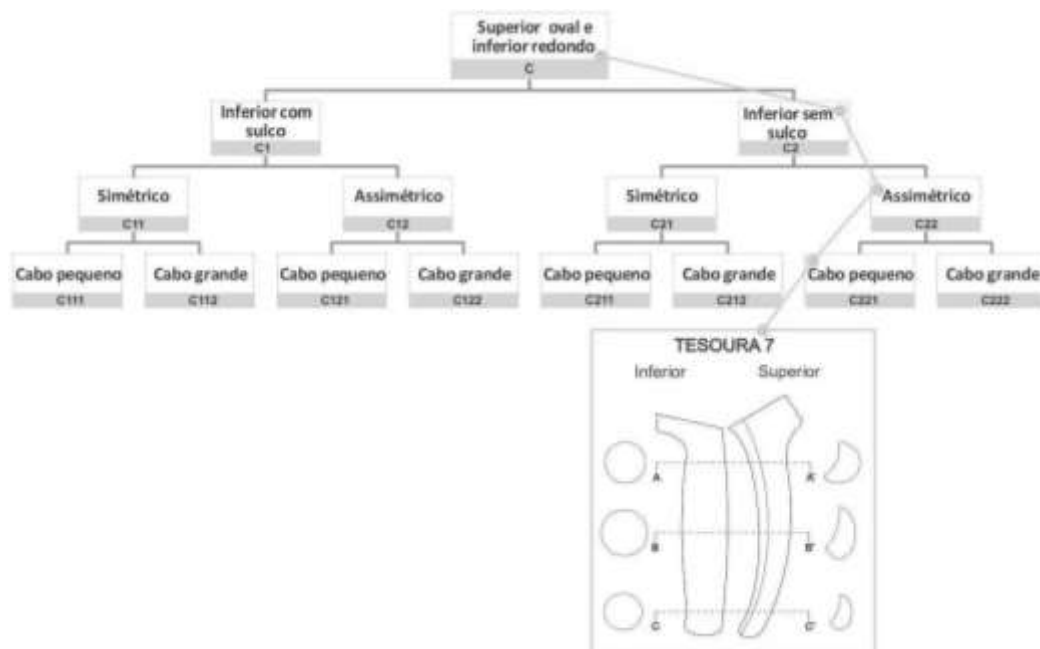 Superior oval e
inferior redondo
C
Inferior com
sulco
C1
Inferior sem
sulco
C2
Simétrico
C11
Assimétrico
C12
Simétrico
C21
Assimétrico
C22
Cabo pequeno
C111
Cabo grande
C112
Cabo pequeno
C121
Cabo grande
C122
Cabo pequeno
C211
Cabo grande
C212
Cabo pequeno
C221
Cabo grande
C222
TESOURA 7
Inferior Superior
A A'
B B'
C C'